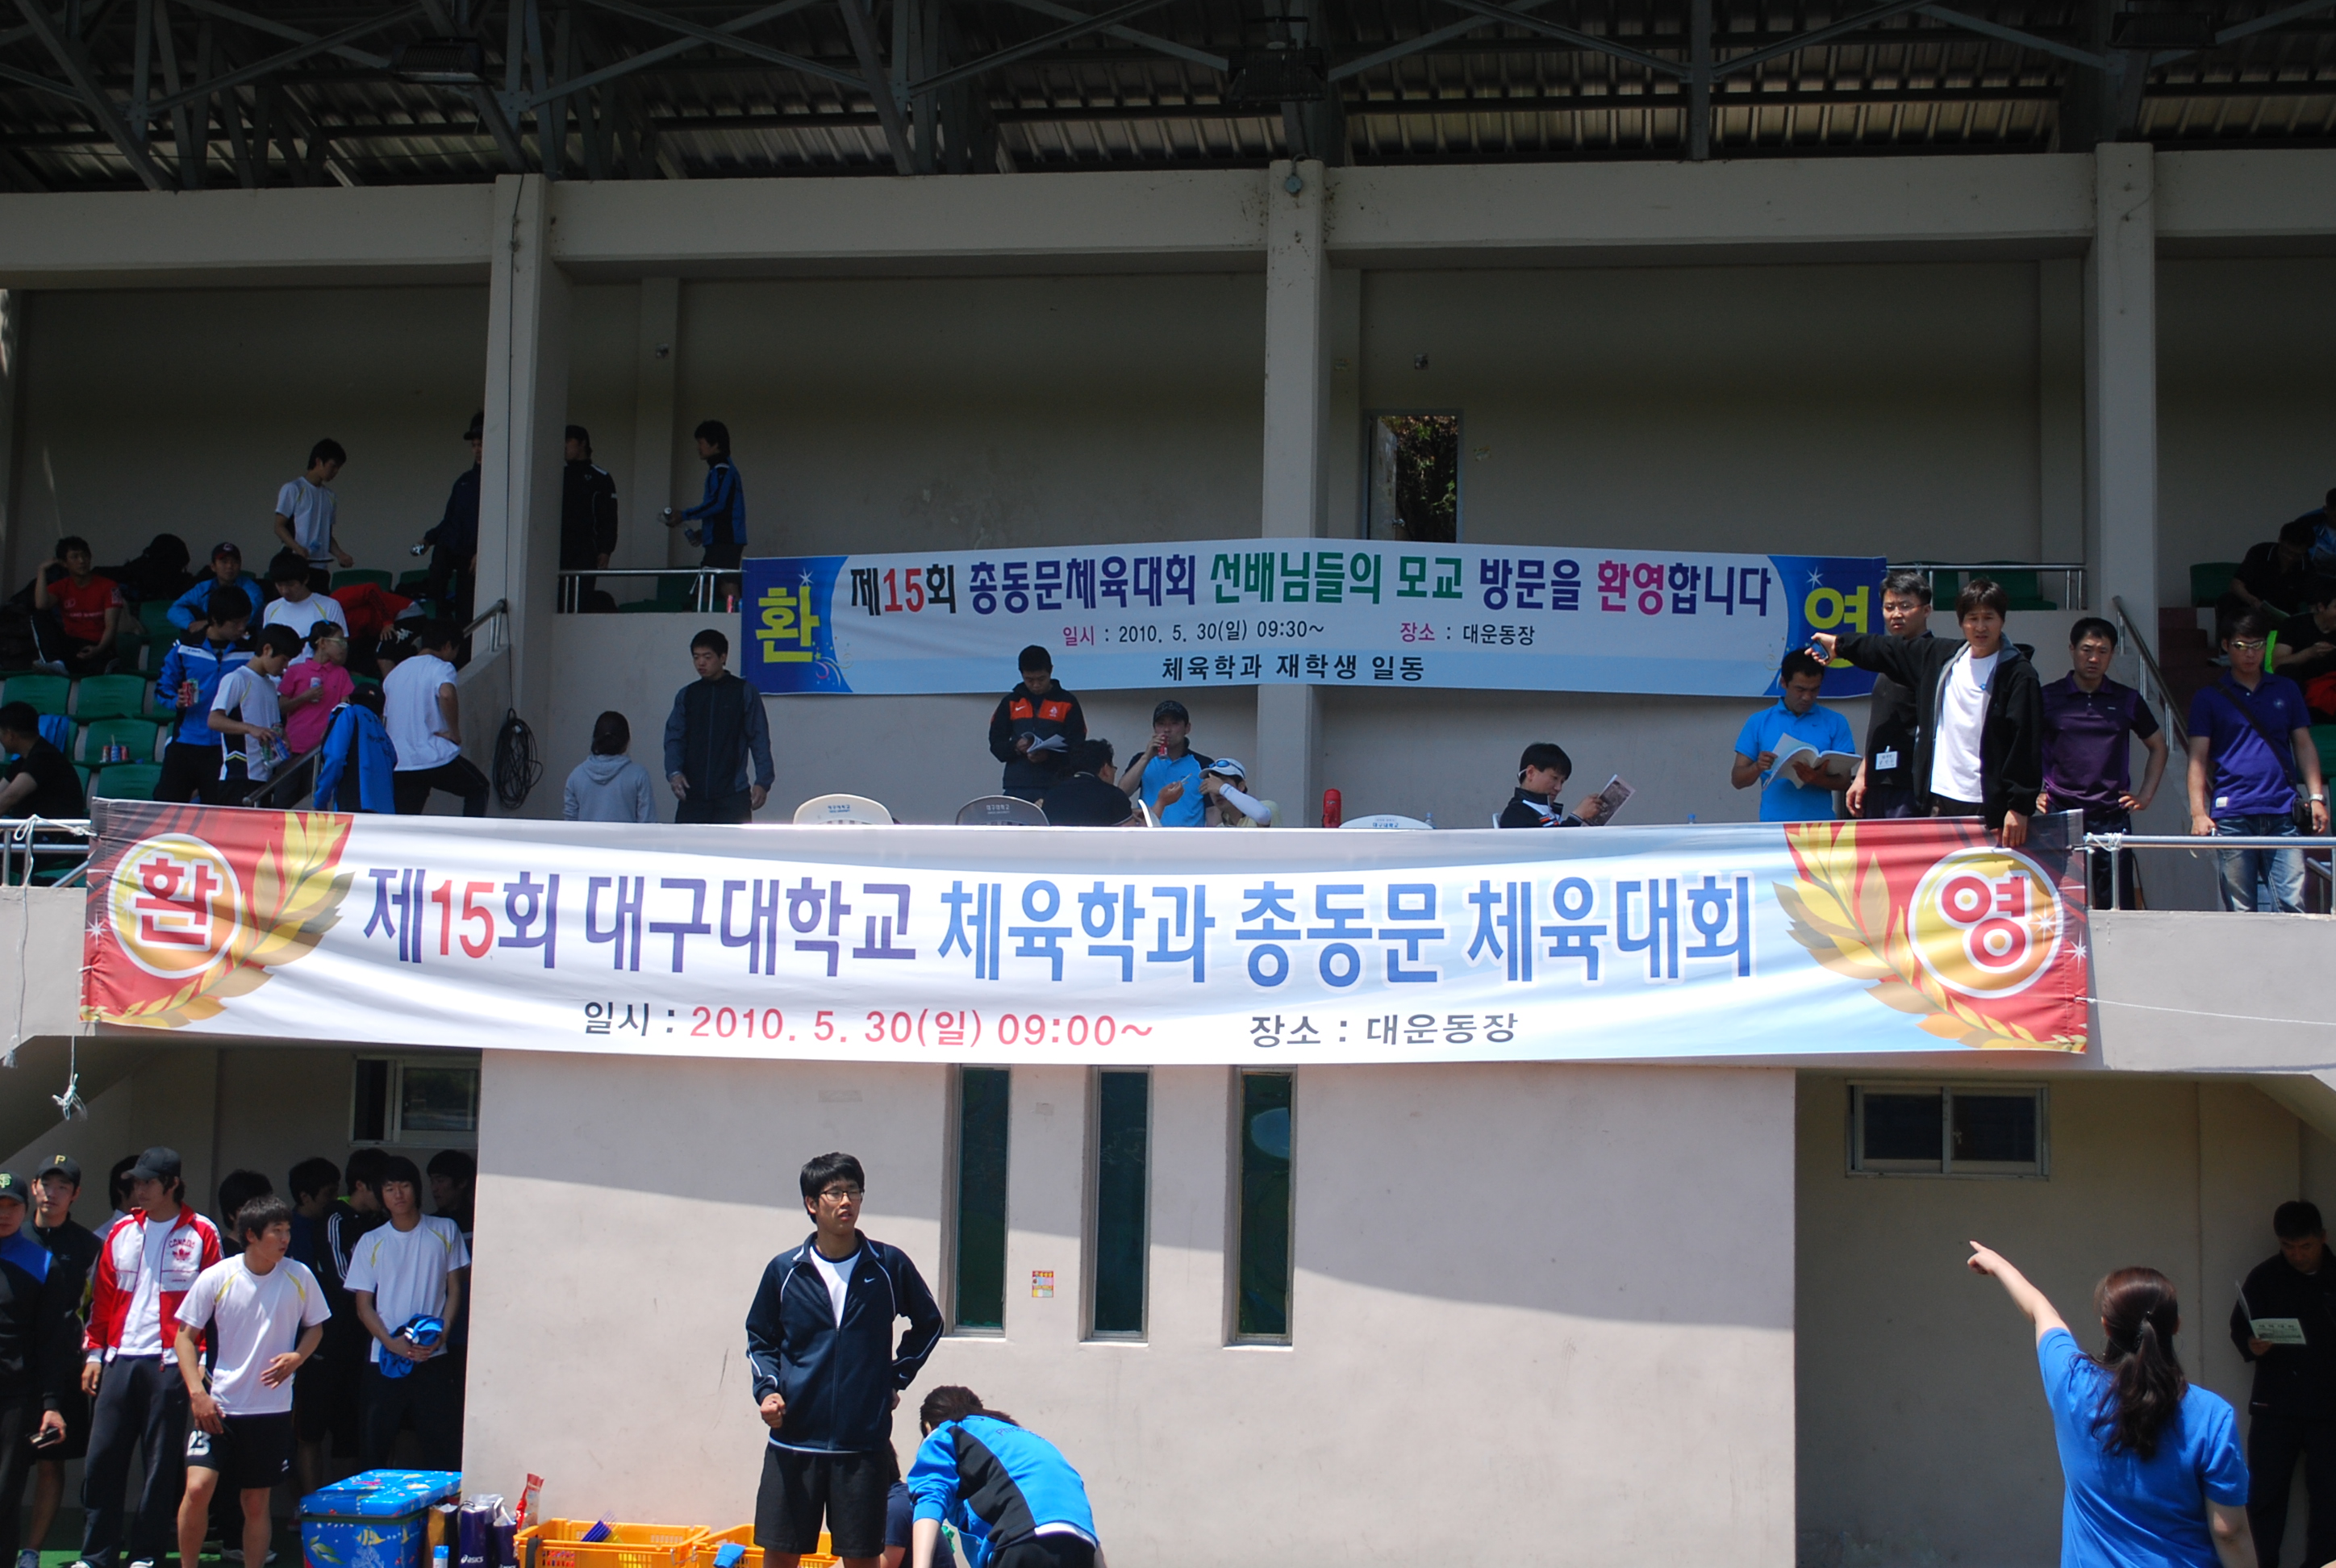 환 제15회 총동문체육대회 선배님들의 모교 방문을 환영합니다 영
일시 : 2010. 5. 30(일) 09:30~ 장소 : 대운동장
체육학과 재학생 일동
환 제15회 대구대학교 체육학과 총동문 체육대회 영
일시 : 2010. 5. 30(일) 09:00~ 장소 : 대운동장
P
23
asics